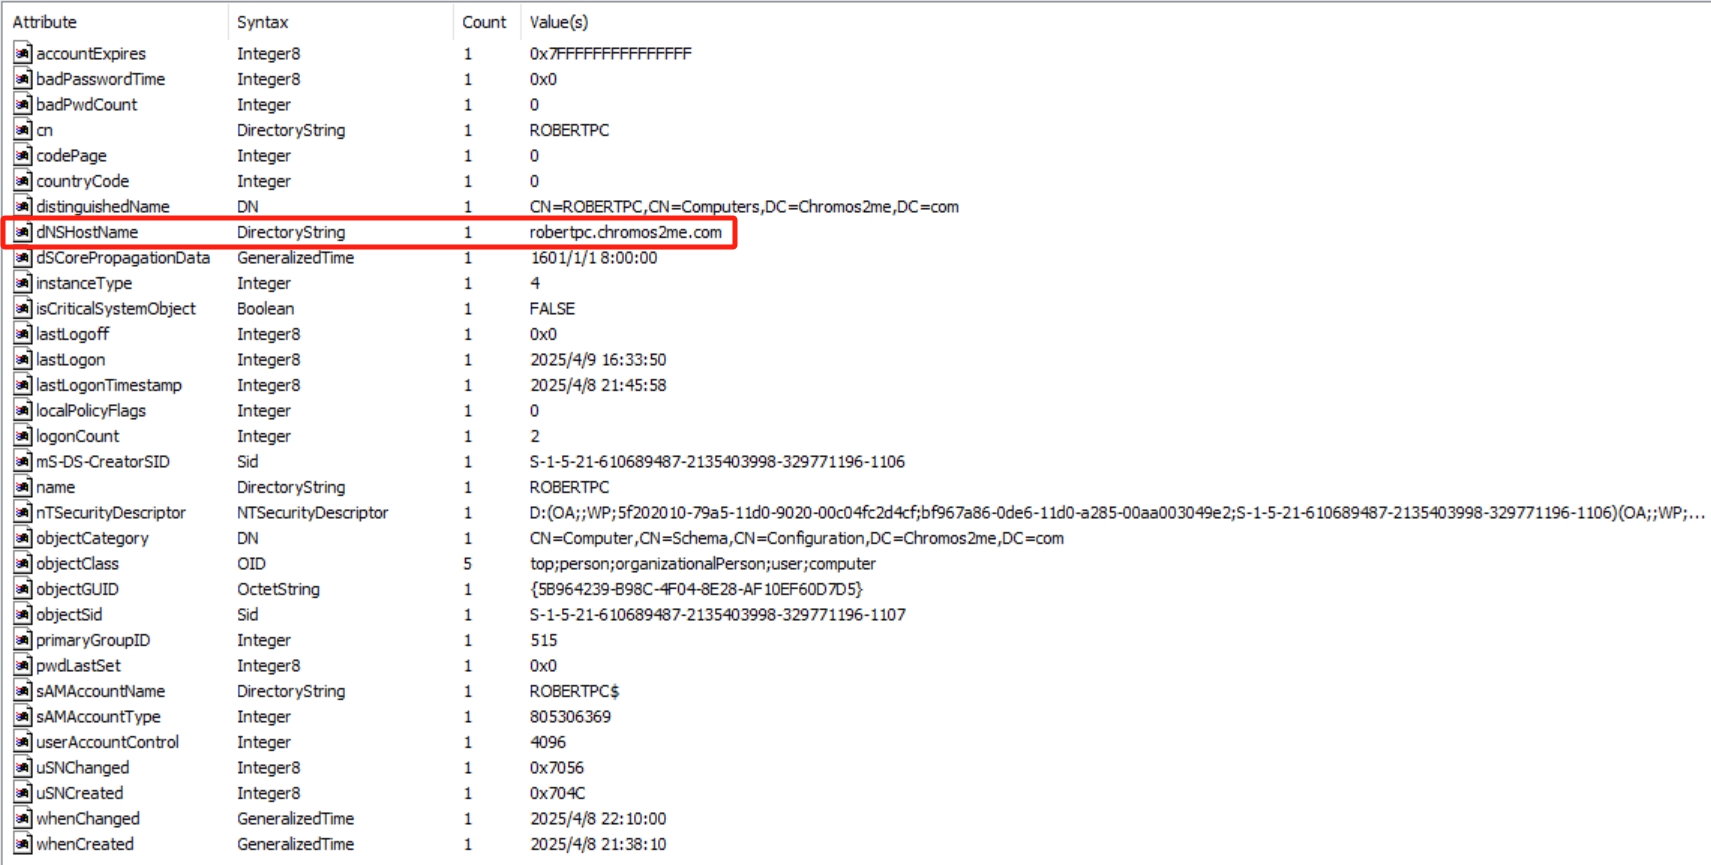 Attribute Syntax Count Value(s)
accountExpires Integer8 1 0x7FFFFFFFFFFFFFFF
badPasswordTime Integer8 1 0x0
badPwdCount Integer 1 0
cn DirectoryString 1 ROBERTPC
codePage Integer 1 0
countryCode Integer 1 0
distinguishedName DN 1 CN=ROBERTPC,CN=Computers,DC=Chromos2me,DC=com
dNSHostName DirectoryString 1 robertpc.chromos2me.com
dSCorePropagationData GeneralizedTime 1 1601/1/1 8:00:00
instanceType Integer 1 4
isCriticalSystemObject Boolean 1 FALSE
lastLogoff Integer8 1 0x0
lastLogon Integer8 1 2025/4/9 16:33:50
lastLogonTimestamp Integer8 1 2025/4/8 21:45:58
localPolicyFlags Integer 1 0
logonCount Integer 1 2
mS-DS-CreatorSID Sid 1 S-1-5-21-610689487-2135403998-329771196-1106
name DirectoryString 1 ROBERTPC
nTSecurityDescriptor NTSecurityDescriptor 1 D:(OA;;WP;5f202010-79a5-11d0-9020-00c04fc2d4cf;bf967a86-0de6-11d0-a285-00aa003049e2;S-1-5-21-610689487-2135403998-329771196-1106)(OA;;WP;...
objectCategory DN 1 CN=Computer,CN=Schema,CN=Configuration,DC=Chromos2me,DC=com
objectClass OID 5 top;person;organizationalPerson;user;computer
objectGUID OctetString 1 {5B964239-B98C-4F04-8E28-AF10EF60D7D5}
objectSid Sid 1 S-1-5-21-610689487-2135403998-329771196-1107
primaryGroupID Integer 1 515
pwdLastSet Integer8 1 0x0
sAMAccountName DirectoryString 1 ROBERTPC$
sAMAccountType Integer 1 805306369
userAccountControl Integer 1 4096
uSNChanged Integer8 1 0x7056
uSNCreated Integer8 1 0x704C
whenChanged GeneralizedTime 1 2025/4/8 22:10:00
whenCreated GeneralizedTime 1 2025/4/8 21:38:10